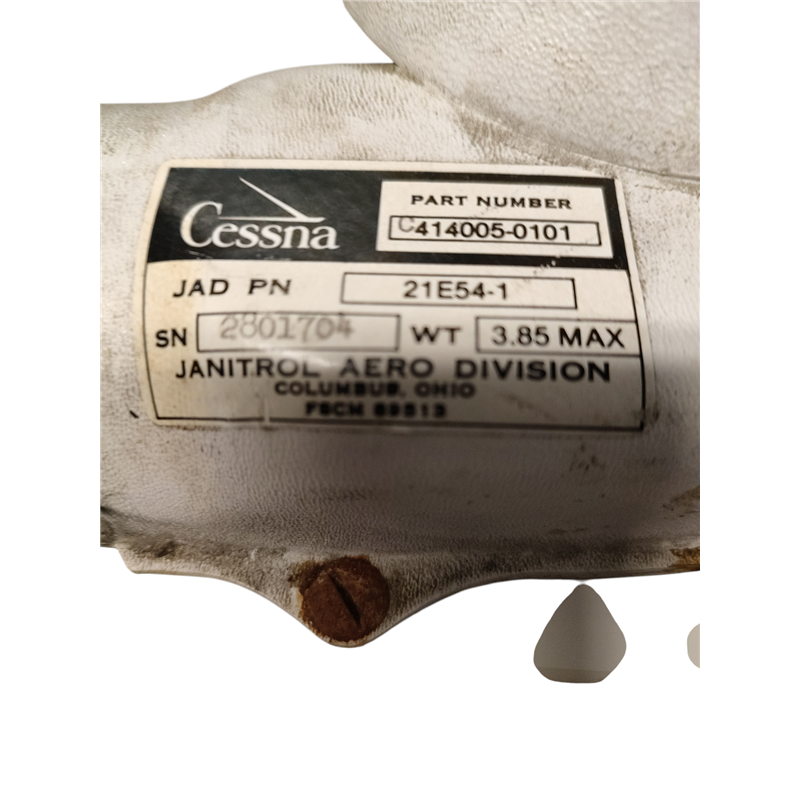 Cessna
PART NUMBER
C414005-0101
JAD PN 21E54-1
SN 2801704 WT 3.85 MAX
JANITROL AERO DIVISION
COLUMBUS, OHIO
FSCM 89513